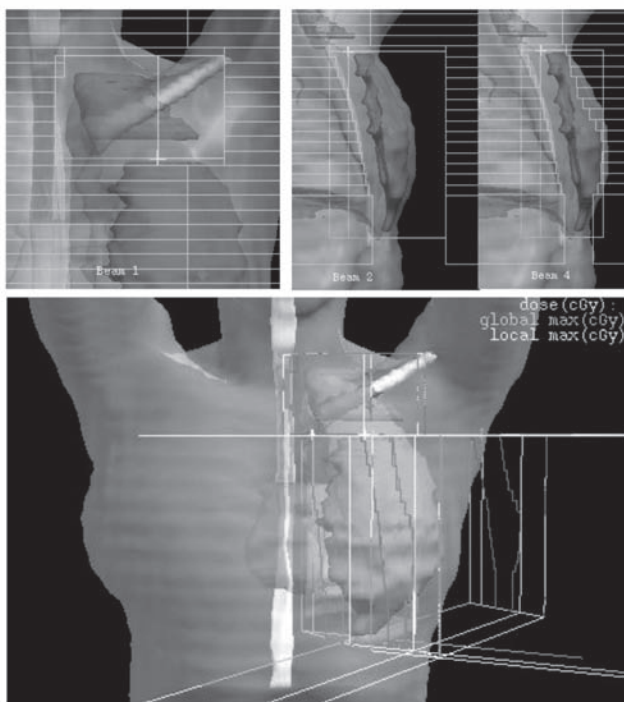 Beam 1
Beam 2
Beam 4
dose(cGy):
global max(cGy)
local max(cGy)